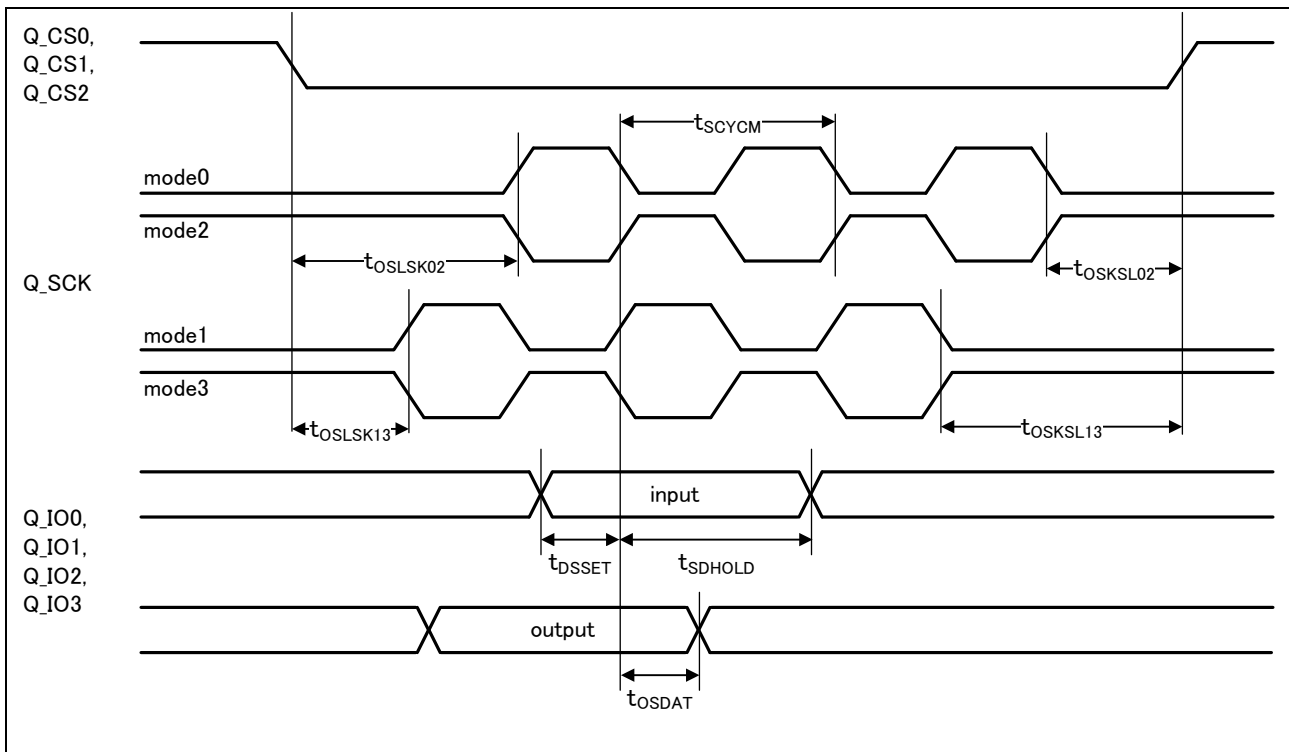 Q_CS0,
Q_CS1,
Q_CS2
tSCYCM
mode0
mode2
tOSLSK02
tOSKSL02
Q_SCK
mode1
mode3
tOSLSK13
tOSKSL13
input
Q_IO0,
Q_IO1,
Q_IO2,
Q_IO3
tDSSET
tSDHOLD
output
tOSDAT